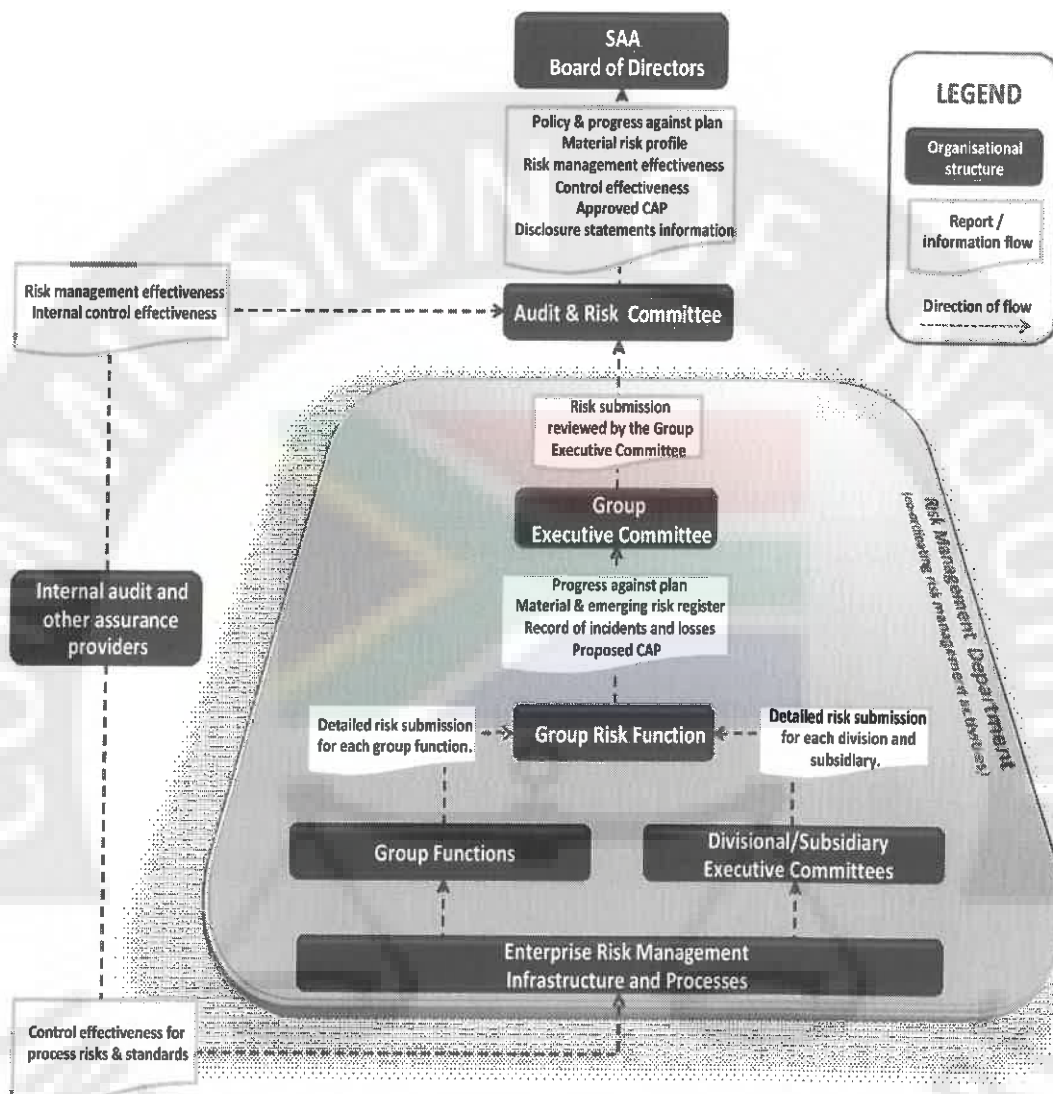 SAA
Board of Directors
Policy & progress against plan
Material risk profile
Risk management effectiveness
Control effectiveness
Approved CAP
Disclosure statements information
LEGEND
Organisational
structure
Report /
information flow
Direction of flow
Risk management effectiveness
Internal control effectiveness
Audit & Risk Committee
Risk submission
reviewed by the Group
Executive Committee
Group
Executive Committee
Risk Management Department
(coordinating risk management activities)
Internal audit and
other assurance
providers
Progress against plan
Material & emerging risk register
Record of incidents and losses
Proposed CAP
Detailed risk submission
for each group function.
Group Risk Function
Detailed risk submission
for each division and
subsidiary.
Group Functions
Divisional/Subsidiary
Executive Committees
Enterprise Risk Management
Infrastructure and Processes
Control effectiveness for
process risks & standards